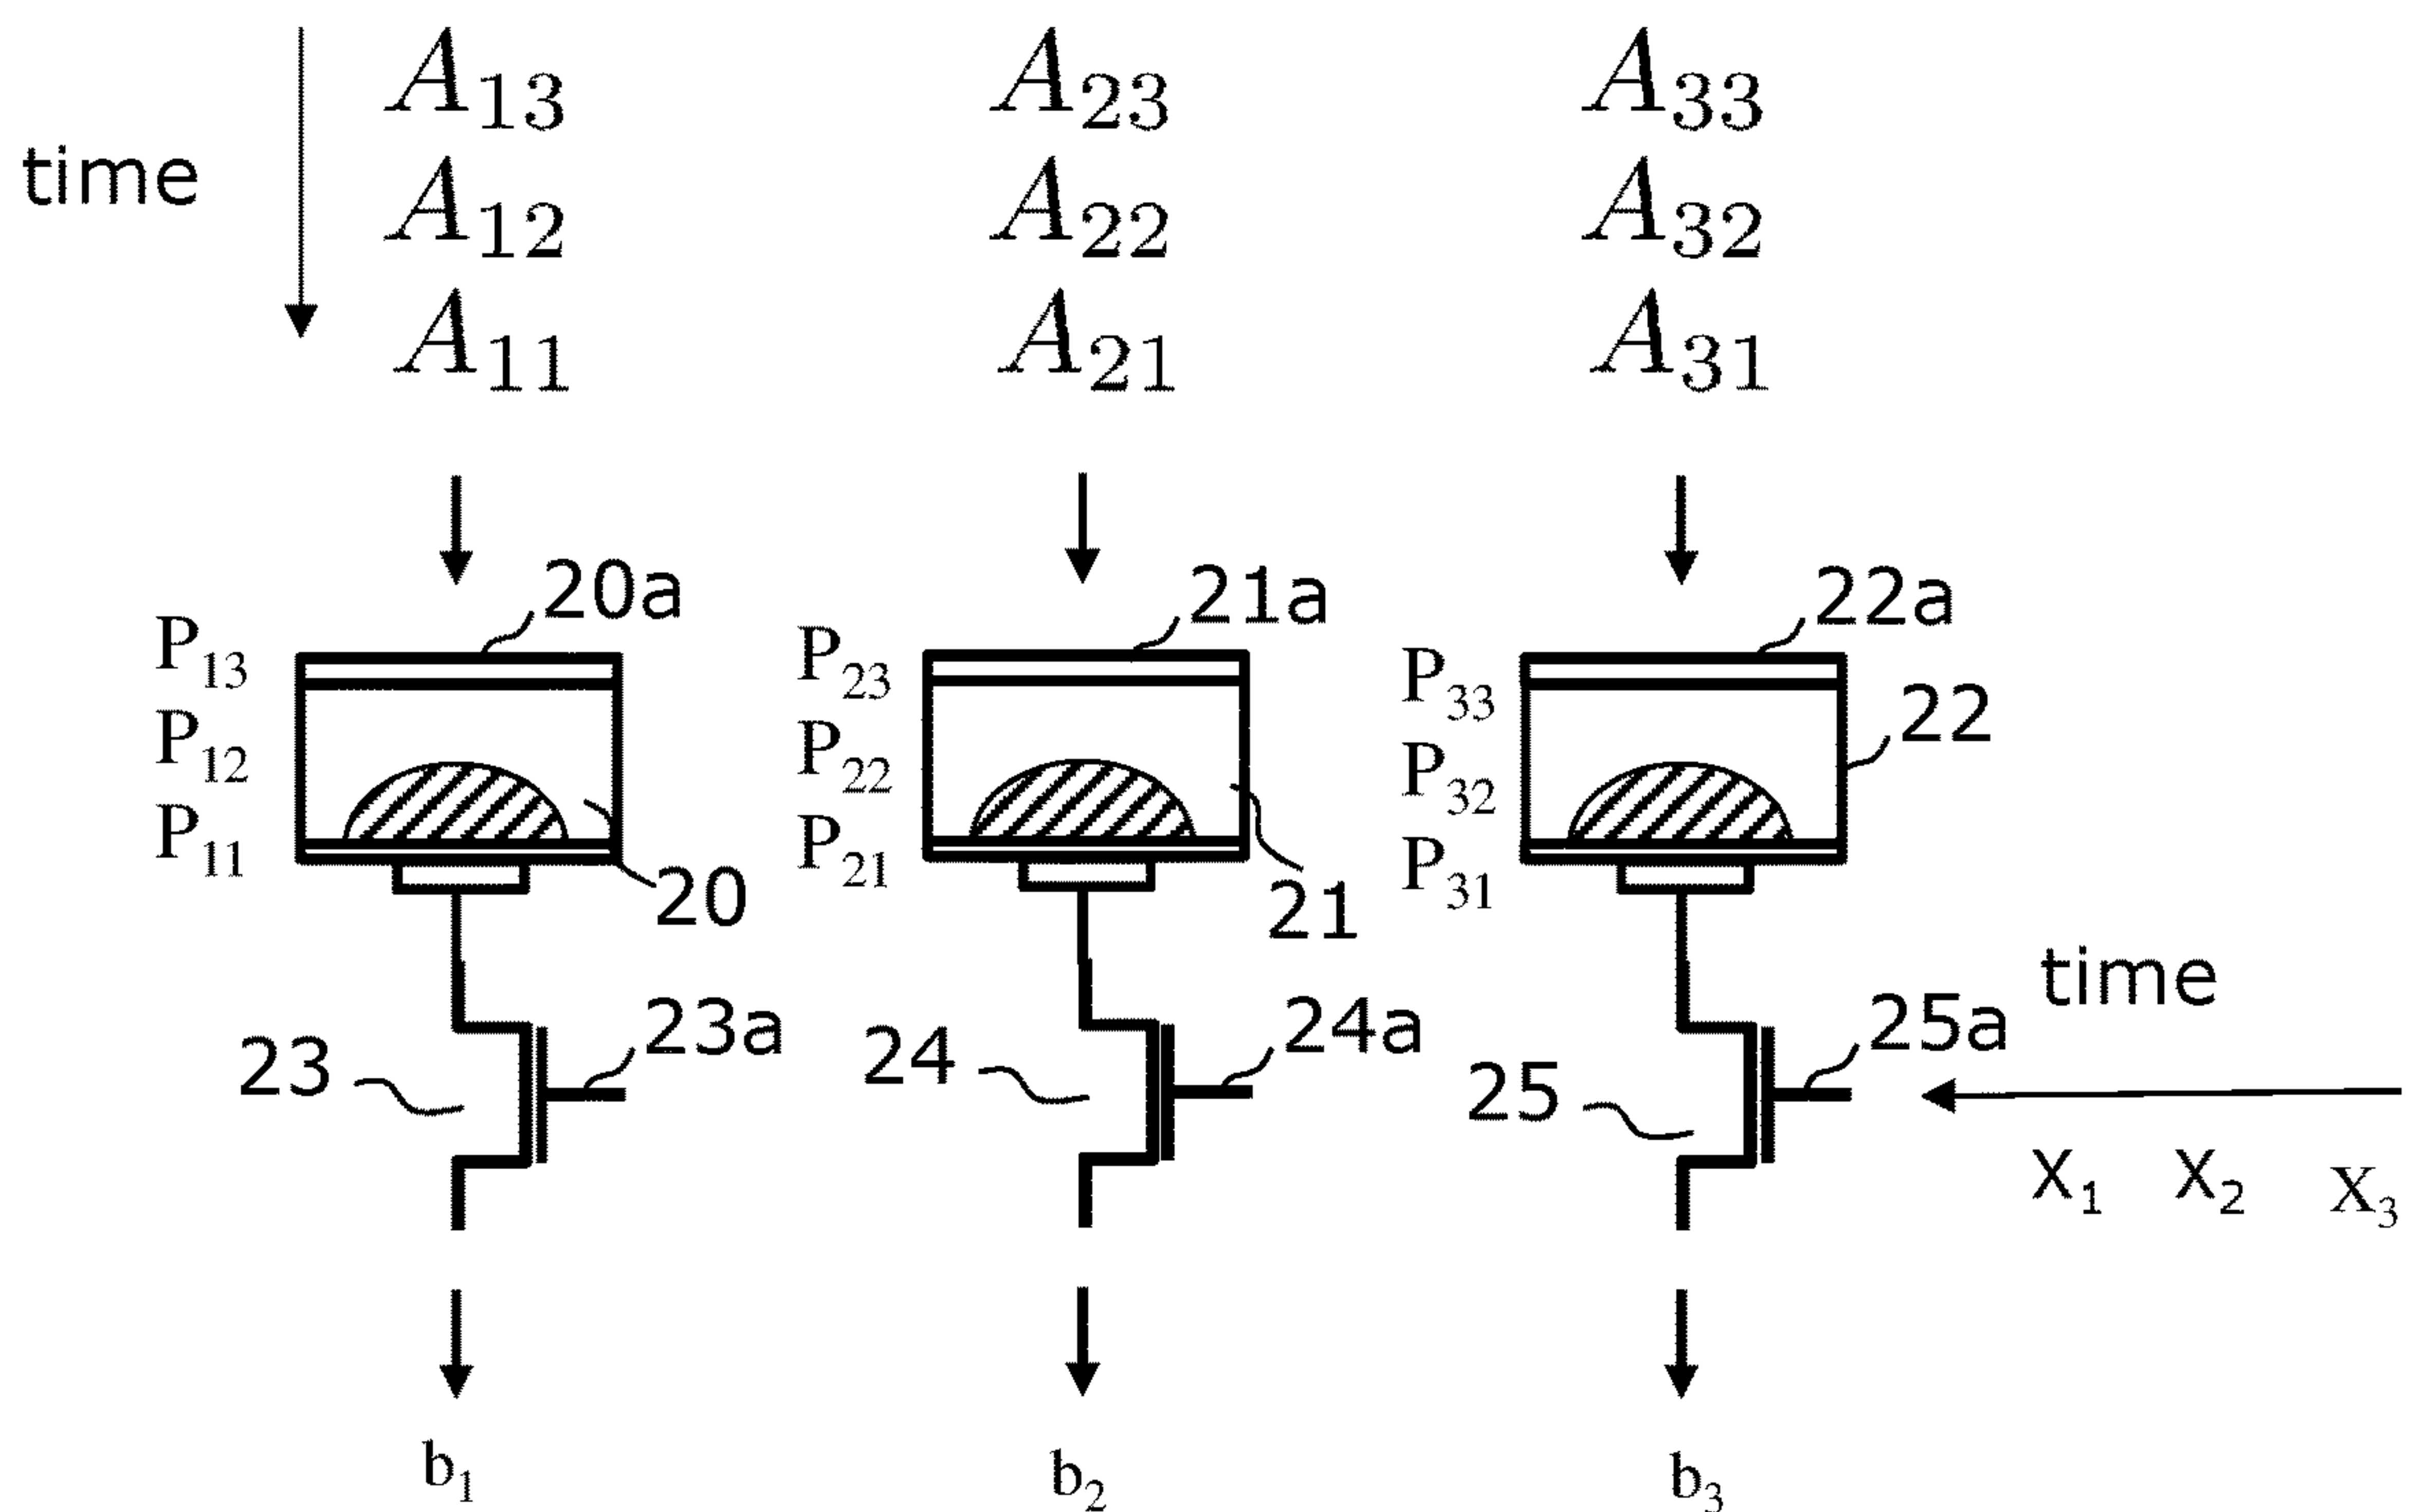 A₁₃ A₂₃ A₃₃
time A₁₂ A₂₂ A₃₂
A₁₁ A₂₁ A₃₁
20a 21a 22a
P₁₃ P₂₃ P₃₃
22
P₁₂ P₂₂ P₃₂
P₁₁ P₂₁ P₃₁
20 21
time
23a 24a 25a
23 24 25
X₁ X₂ X₃
b₁ b₂ b₃